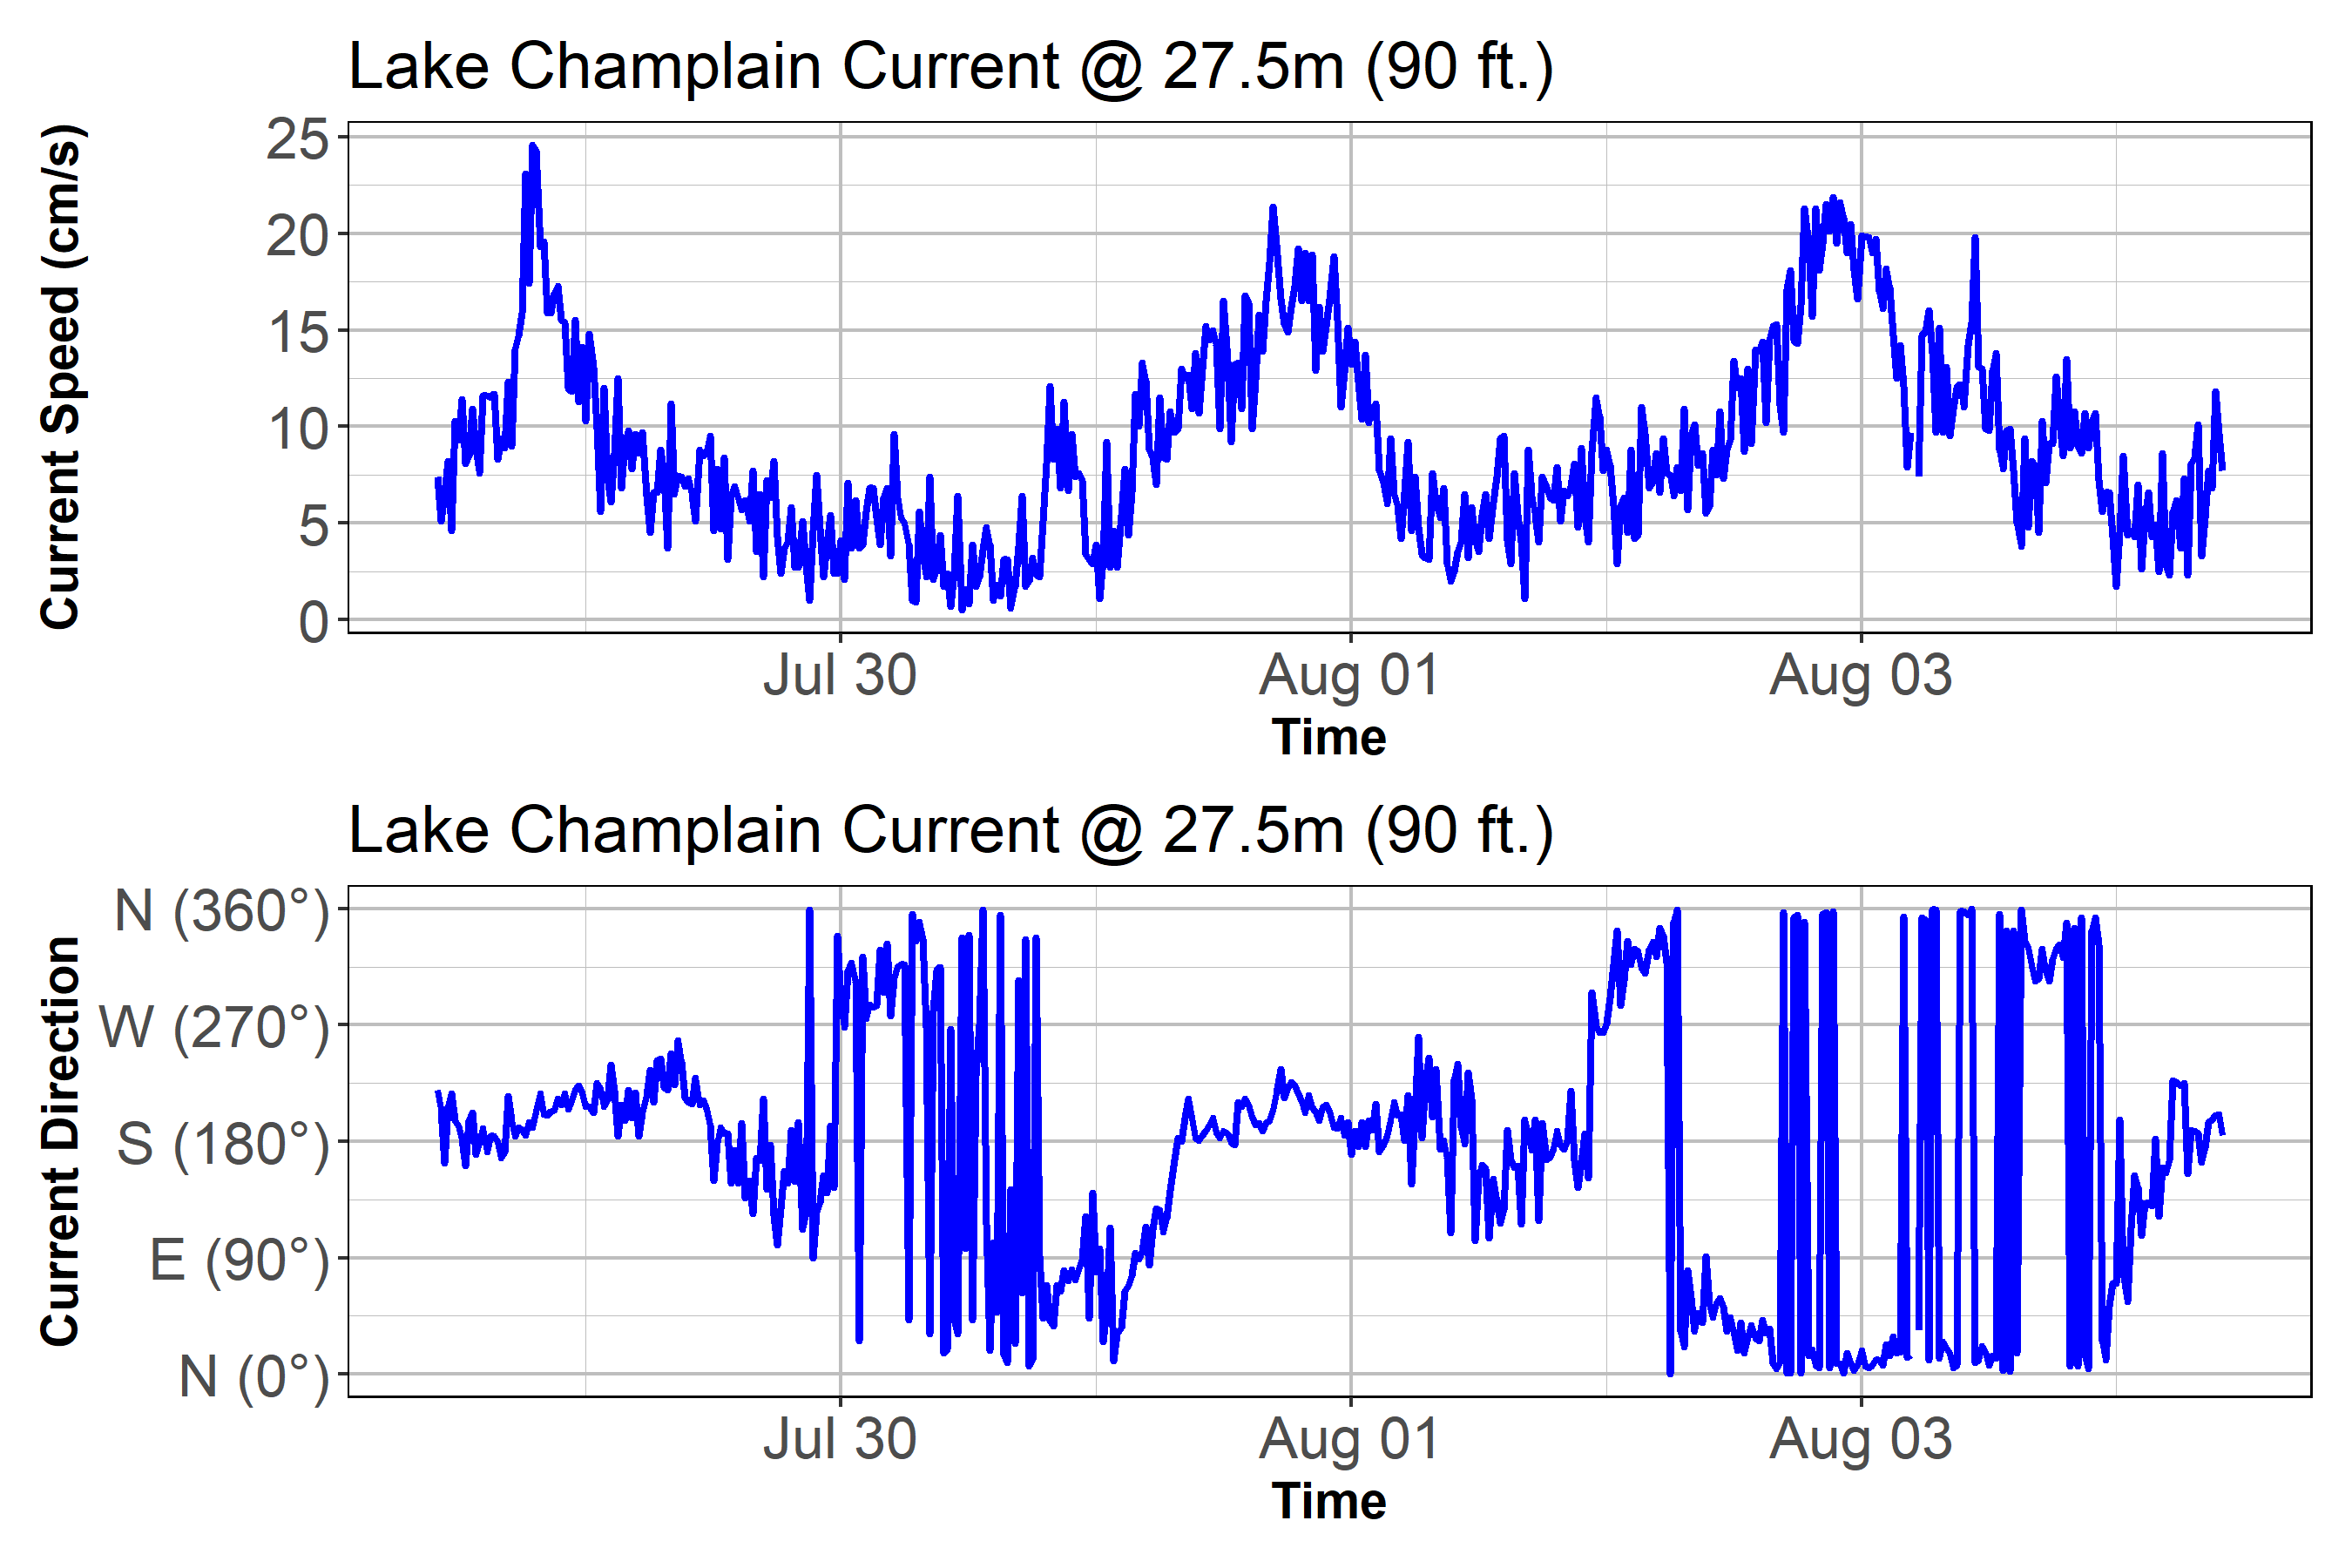 Lake Champlain Current @ 27.5m (90 ft.)
Current Speed (cm/s)
25
20
15
10
5
0
Jul 30 Aug 01 Aug 03
Time
Lake Champlain Current @ 27.5m (90 ft.)
Current Direction
N (360°)
W (270°)
S (180°)
E (90°)
N (0°)
Jul 30 Aug 01 Aug 03
Time